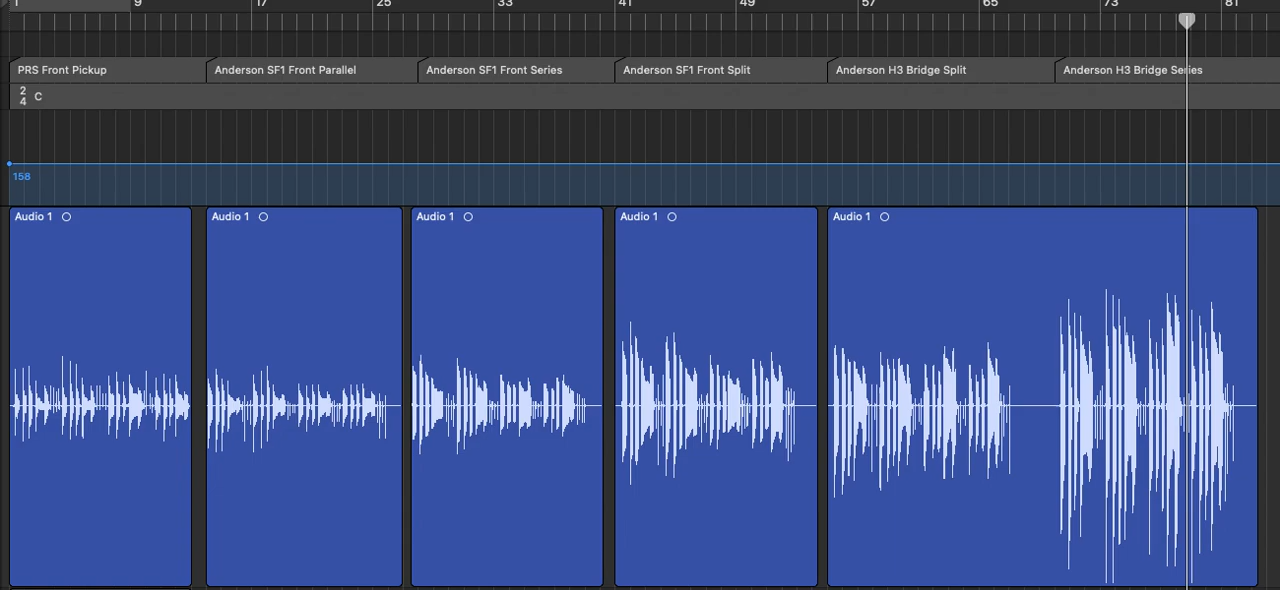 1 9 17 25 33 41 49 57 65 73 81
PRS Front Pickup Anderson SF1 Front Parallel Anderson SF1 Front Series Anderson SF1 Front Split Anderson H3 Bridge Split Anderson H3 Bridge Series
2
4 C
158
Audio 1 Audio 1 Audio 1 Audio 1 Audio 1